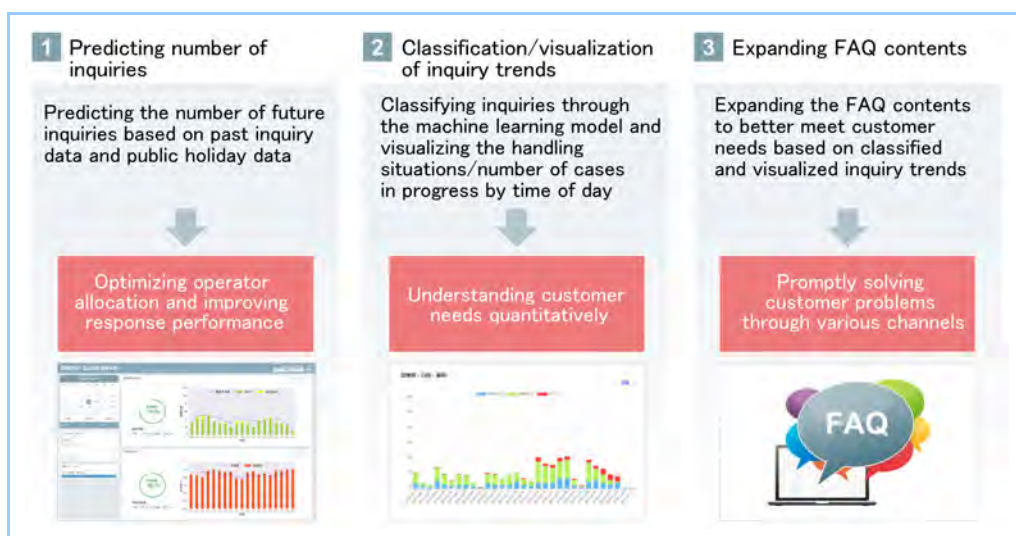 1 Predicting number of
inquiries
Predicting the number of future
inquiries based on past inquiry
data and public holiday data
Optimizing operator
allocation and improving
response performance
2 Classification/visualization
of inquiry trends
Classifying inquiries through
the machine learning model and
visualizing the handling
situations/number of cases
in progress by time of day
Understanding customer
needs quantitatively
3 Expanding FAQ contents
Expanding the FAQ contents
to better meet customer
needs based on classified
and visualized inquiry trends
Promptly solving
customer problems
through various channels
FAQ